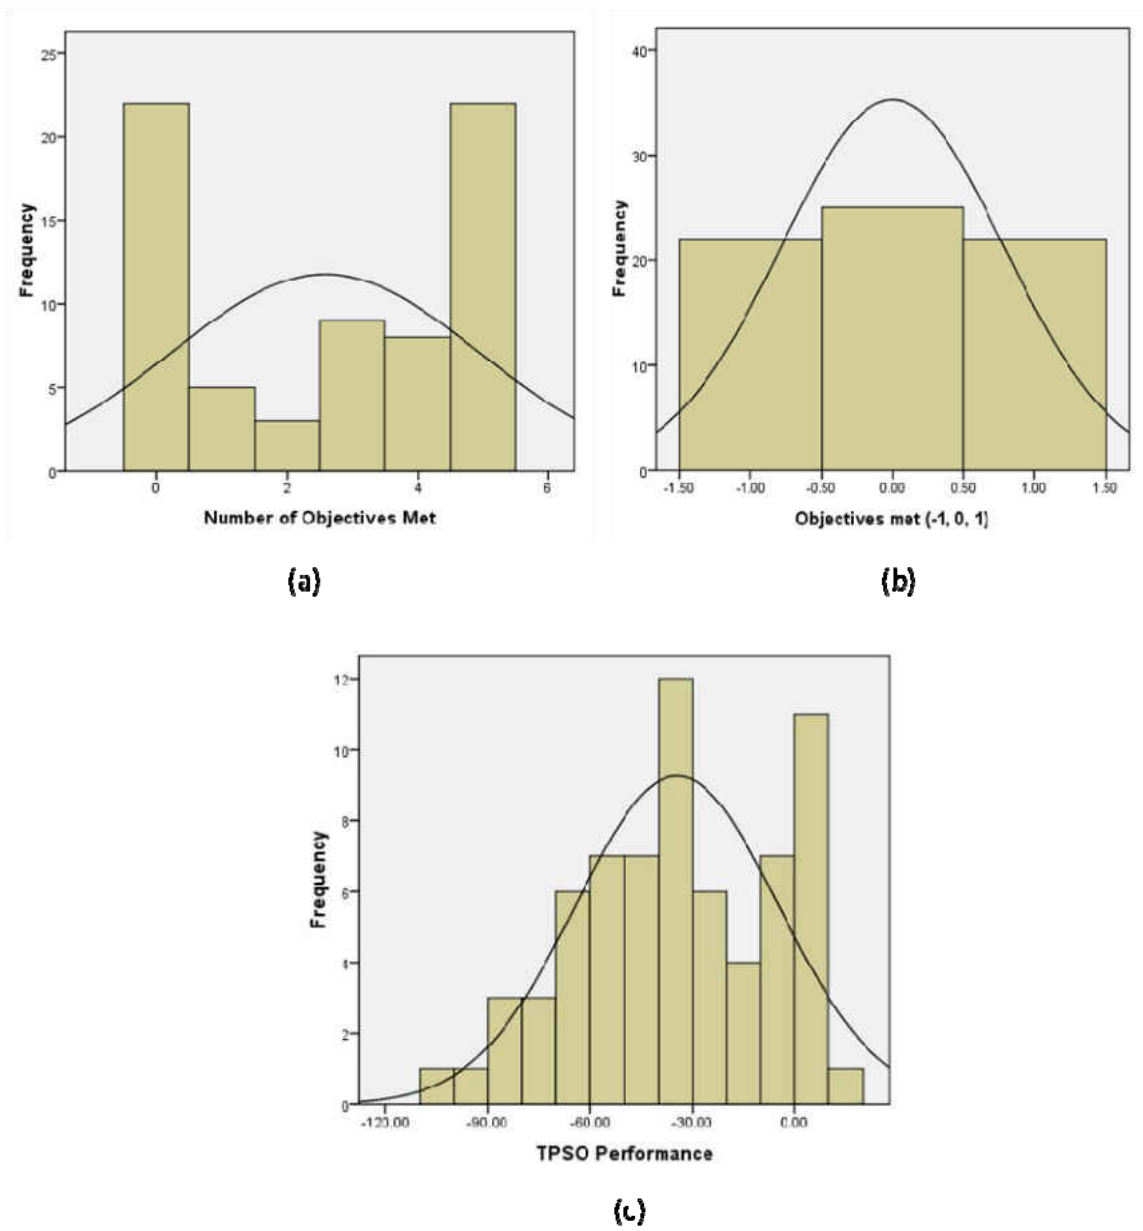 25
20
15
10
5
0
Frequency
0 2 4 6
Number of Objectives Met
(a)
40
30
20
10
0
Frequency
-1.50 -1.00 -0.50 0.00 0.50 1.00 1.50
Objectives met (-1, 0, 1)
(b)
12
10
8
6
4
2
0
Frequency
-120.00 -90.00 -60.00 -30.00 0.00
TPSO Performance
(c)